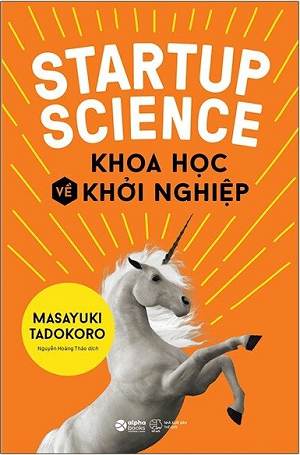 STARTUP
SCIENCE
KHOA HỌC
VỀ KHỞI NGHIỆP
MASAYUKI
TADOKORO
Nguyễn Hoàng Thảo dịch
alpha
books